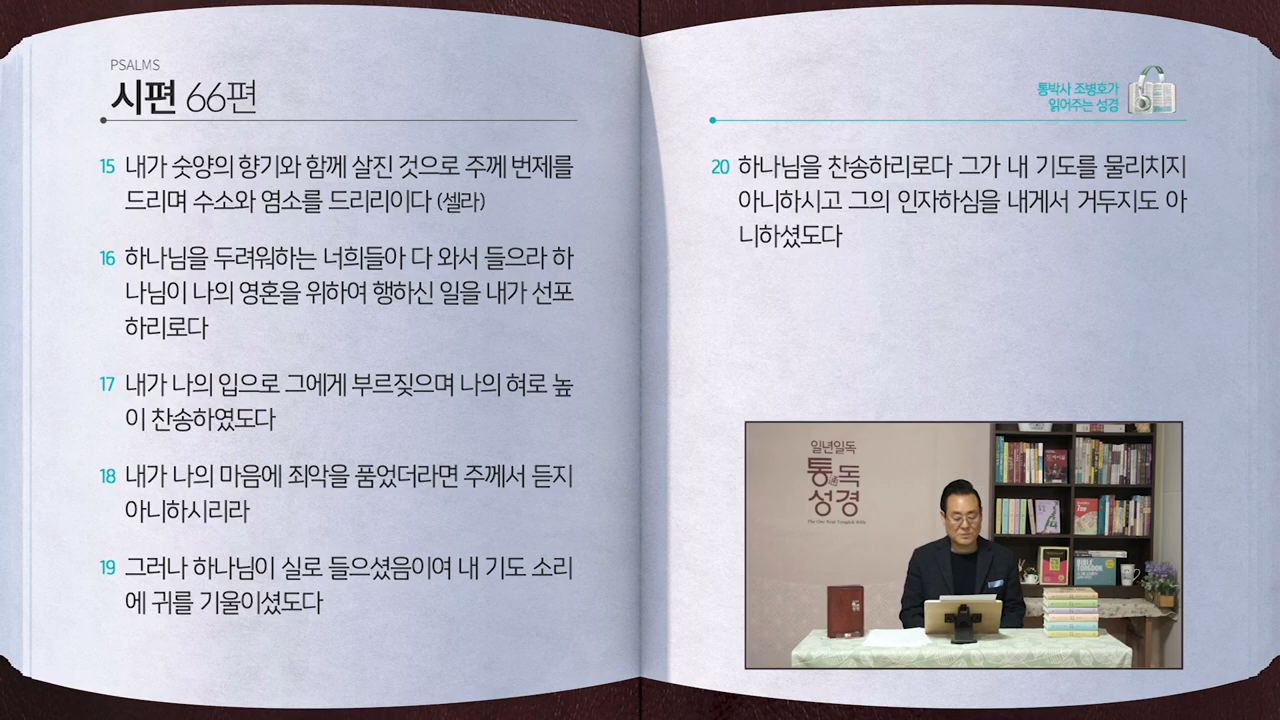 PSALMS
시편 66편
15 내가 숫양의 향기와 함께 살진 것으로 주께 번제를
드리며 수소와 염소를 드리리이다 (셀라)
16 하나님을 두려워하는 너희들아 다 와서 들으라 하
나님이 나의 영혼을 위하여 행하신 일을 내가 선포
하리로다
17 내가 나의 입으로 그에게 부르짖으며 나의 혀로 높
이 찬송하였도다
18 내가 나의 마음에 죄악을 품었더라면 주께서 듣지
아니하시리라
19 그러나 하나님이 실로 들으셨음이여 내 기도 소리
에 귀를 기울이셨도다
통박사 조병호가
읽어주는 성경
20 하나님을 찬송하리로다 그가 내 기도를 물리치지
아니하시고 그의 인자하심을 내게서 거두지도 아
니하셨도다
일년일독
통독
성경
The One Year Tongdok Bible
BIBLE
TONGDOK